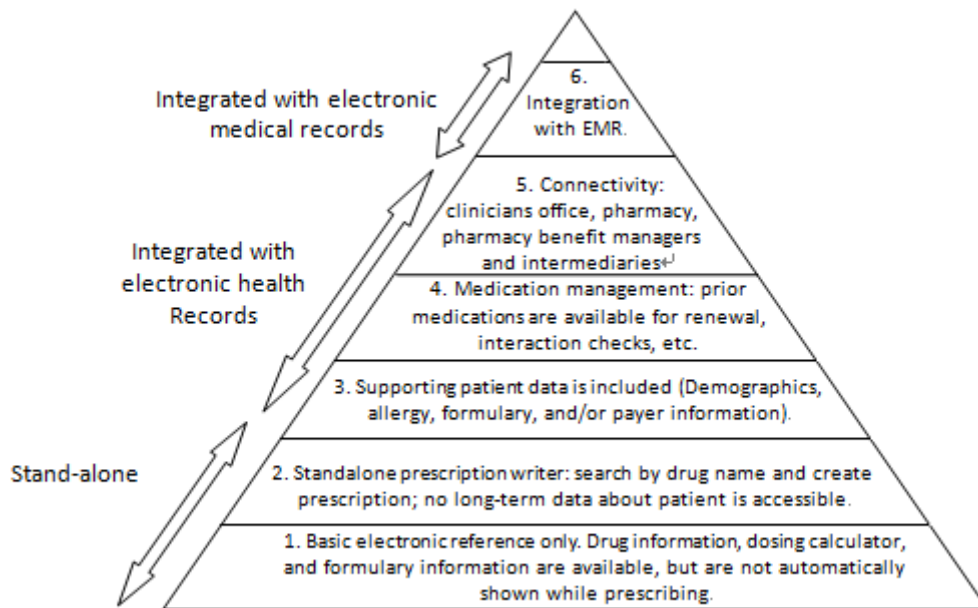 6.
Integration
with EMR.
Integrated with electronic
medical records
5. Connectivity:
clinicians office, pharmacy,
pharmacy benefit managers
and intermediaries↵
Integrated with
electronic health
Records
4. Medication management: prior
medications are available for renewal,
interaction checks, etc.
3. Supporting patient data is included (Demographics,
allergy, formulary, and/or payer information).
Stand-alone
2. Standalone prescription writer: search by drug name and create
prescription; no long-term data about patient is accessible.
1. Basic electronic reference only. Drug information, dosing calculator,
and formulary information are available, but are not automatically
shown while prescribing.